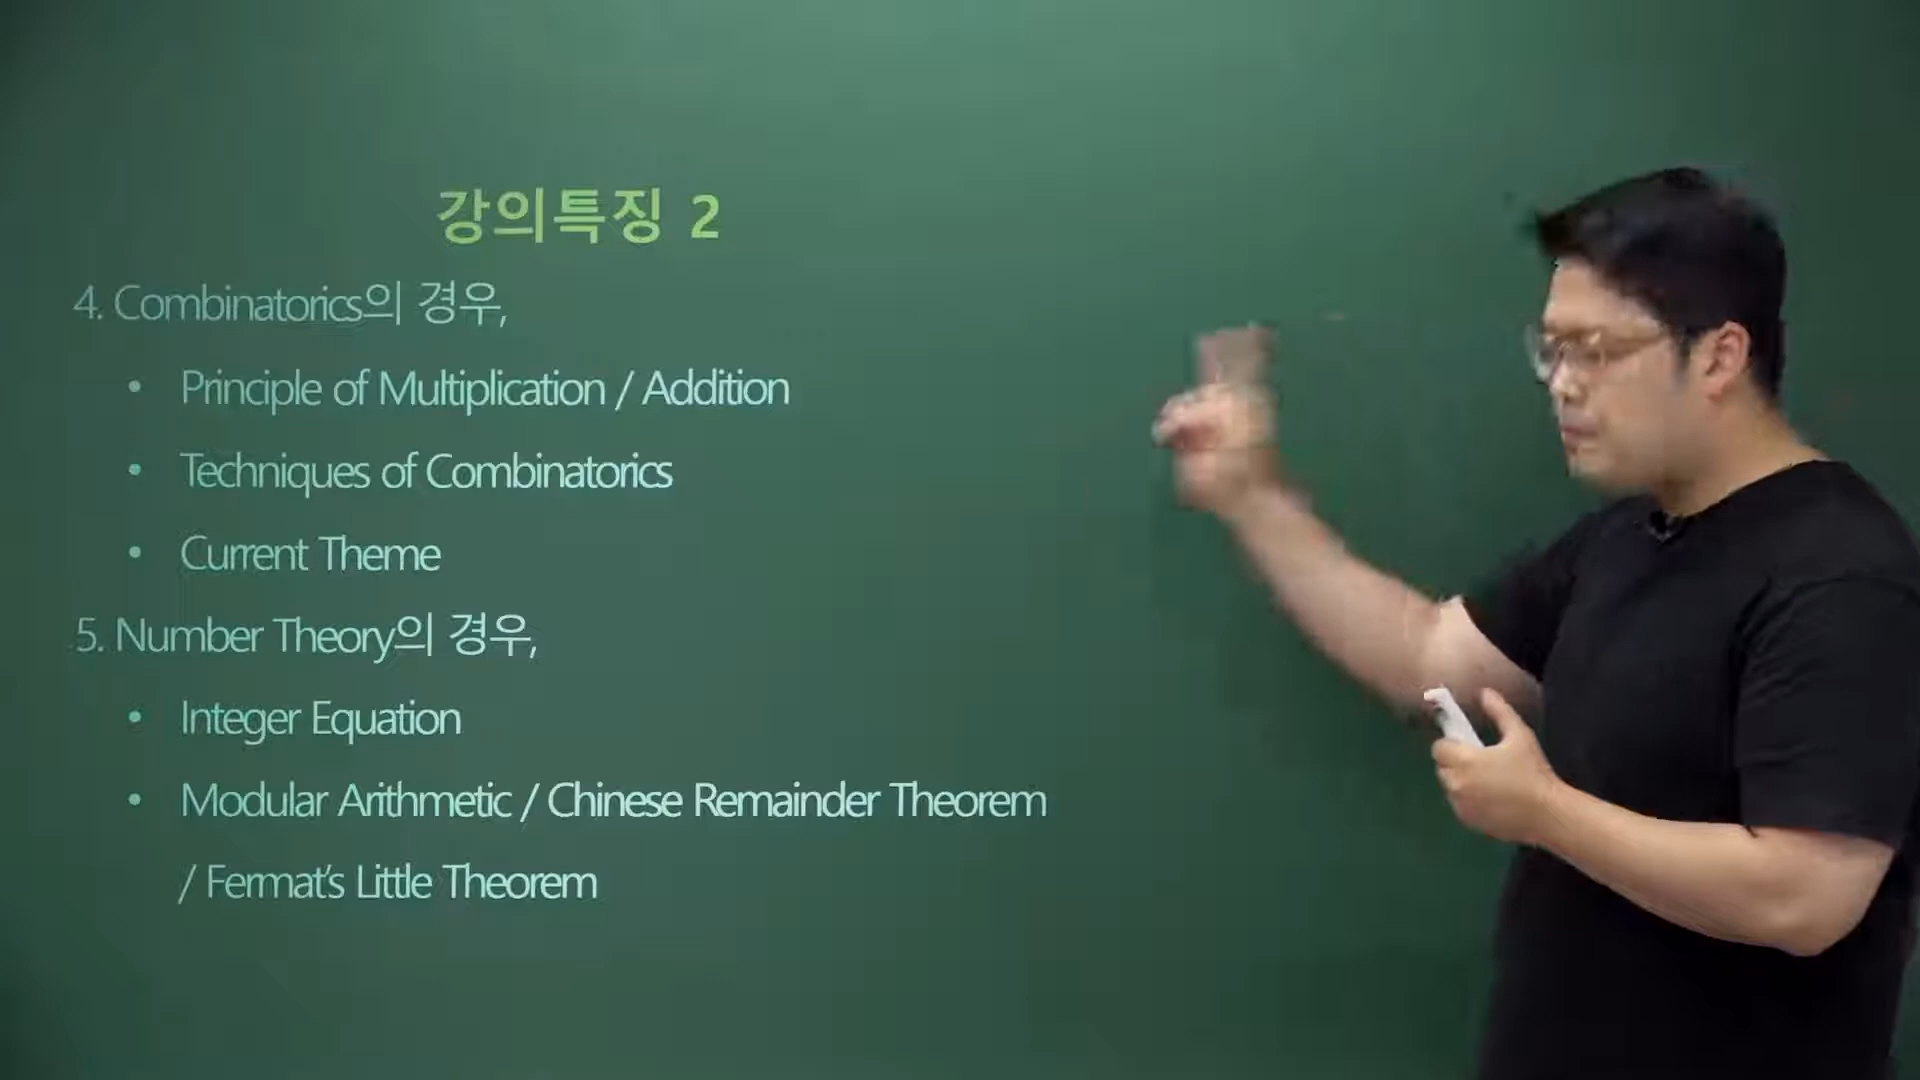 강의특징 2
4. Combinatorics의 경우,
• Principle of Multiplication / Addition
• Techniques of Combinatorics
• Current Theme
5. Number Theory의 경우,
• Integer Equation
• Modular Arithmetic / Chinese Remainder Theorem
/ Fermat's Little Theorem